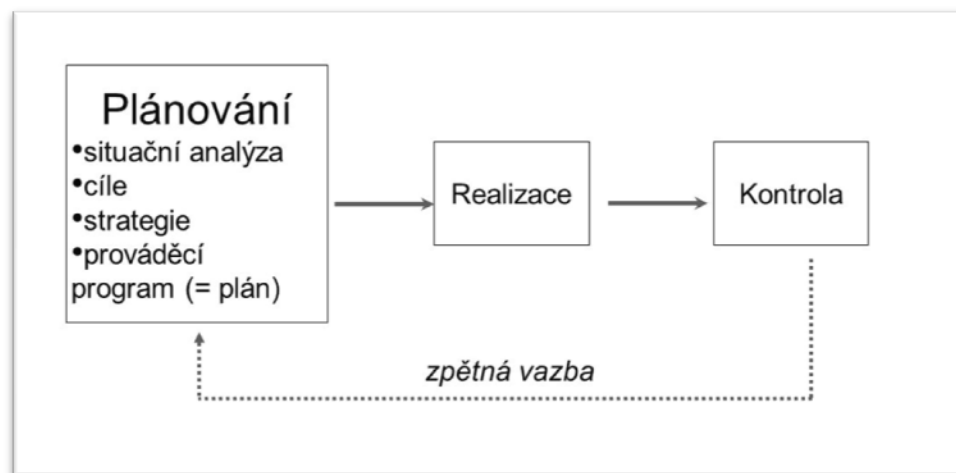 Plánování
•situační analýza
•cíle
•strategie
•prováděcí
program (= plán)
Realizace
Kontrola
zpětná vazba